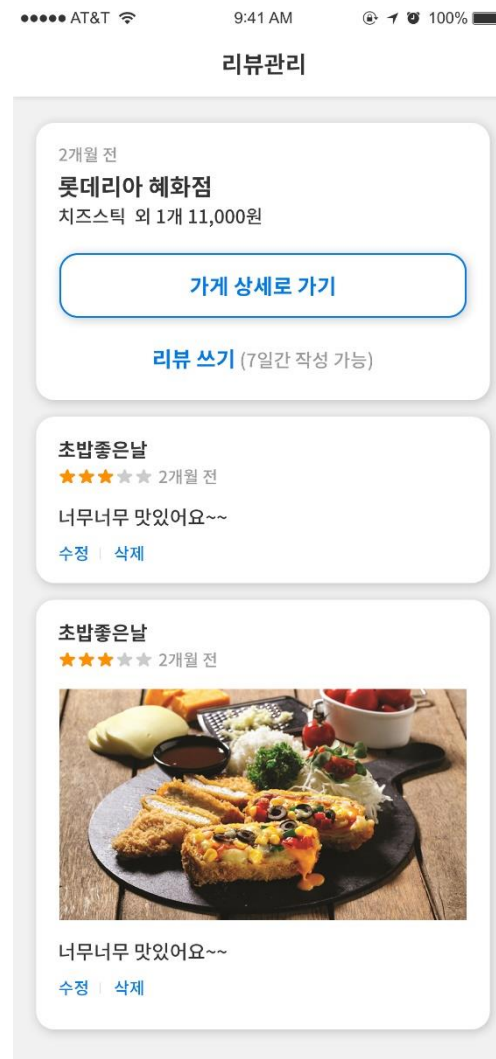 ●●●●● AT&T 9:41 AM 100%
리뷰관리
2개월 전
롯데리아 혜화점
치즈스틱 외 1개 11,000원
가게 상세로 가기
리뷰 쓰기 (7일간 작성 가능)
초밥좋은날
★★★★★ 2개월 전
너무너무 맛있어요~~
수정 | 삭제
초밥좋은날
★★★★★ 2개월 전
너무너무 맛있어요~~
수정 | 삭제